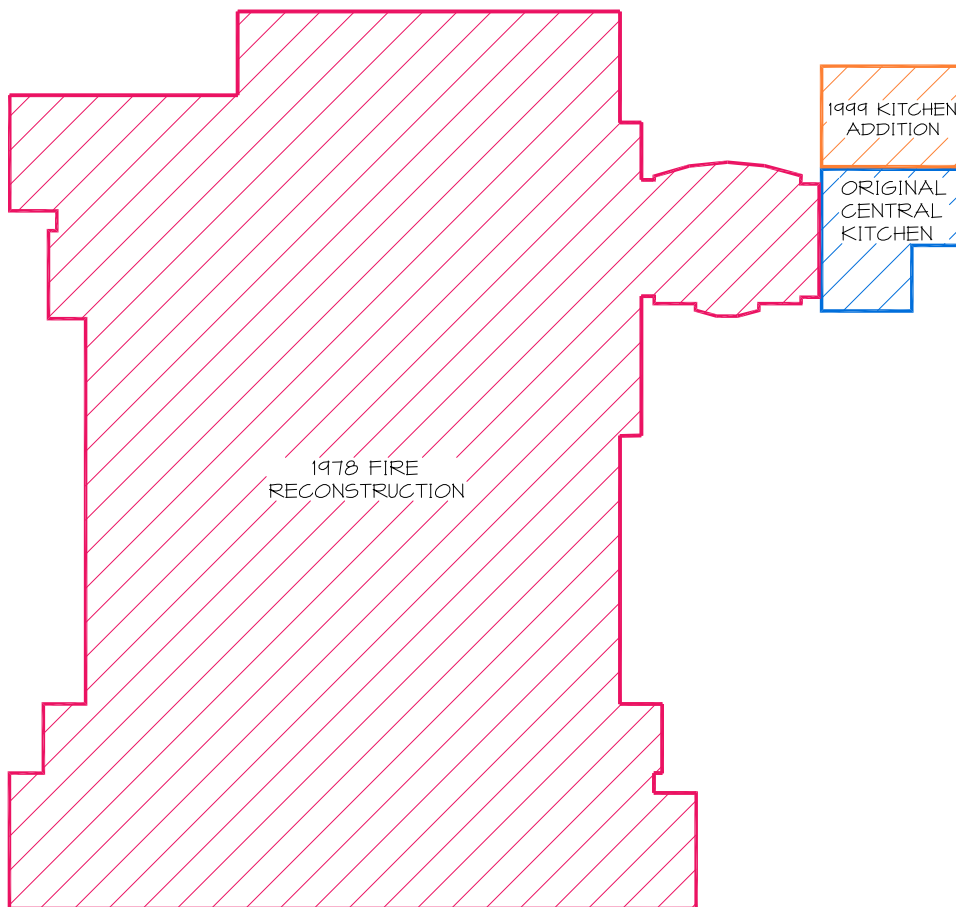 1999 KITCHEN
ADDITION
ORIGINAL
CENTRAL
KITCHEN
1978 FIRE
RECONSTRUCTION